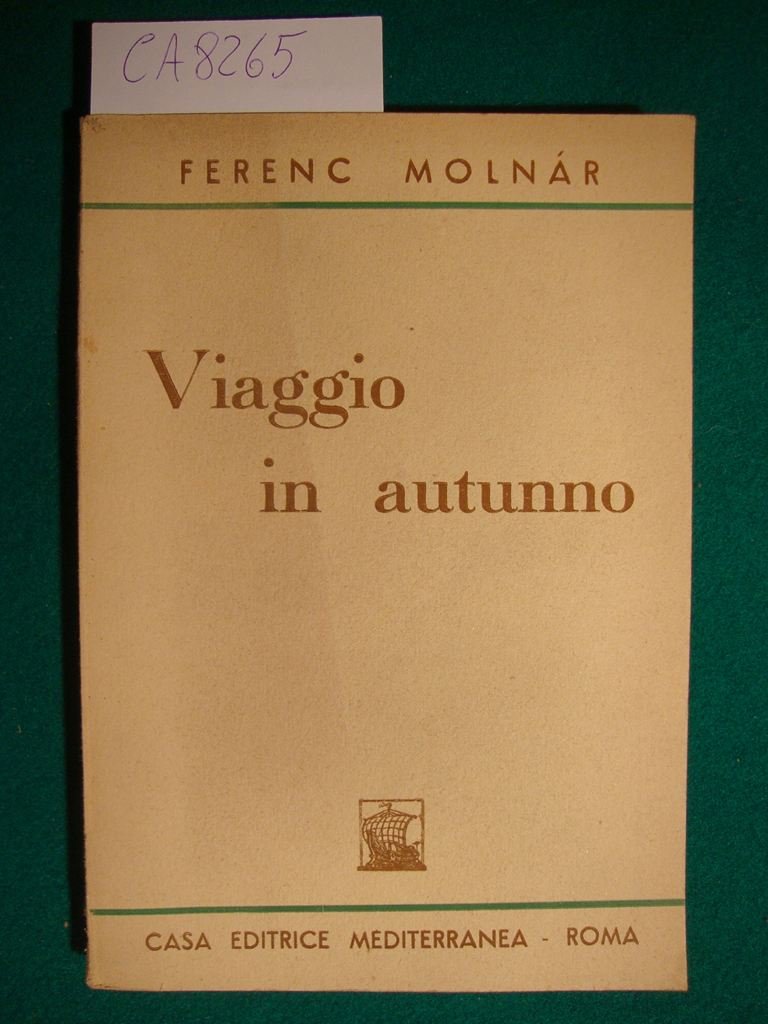 CA8265
FERENC MOLNÁR
Viaggio
in autunno
CASA EDITRICE MEDITERRANEA - ROMA